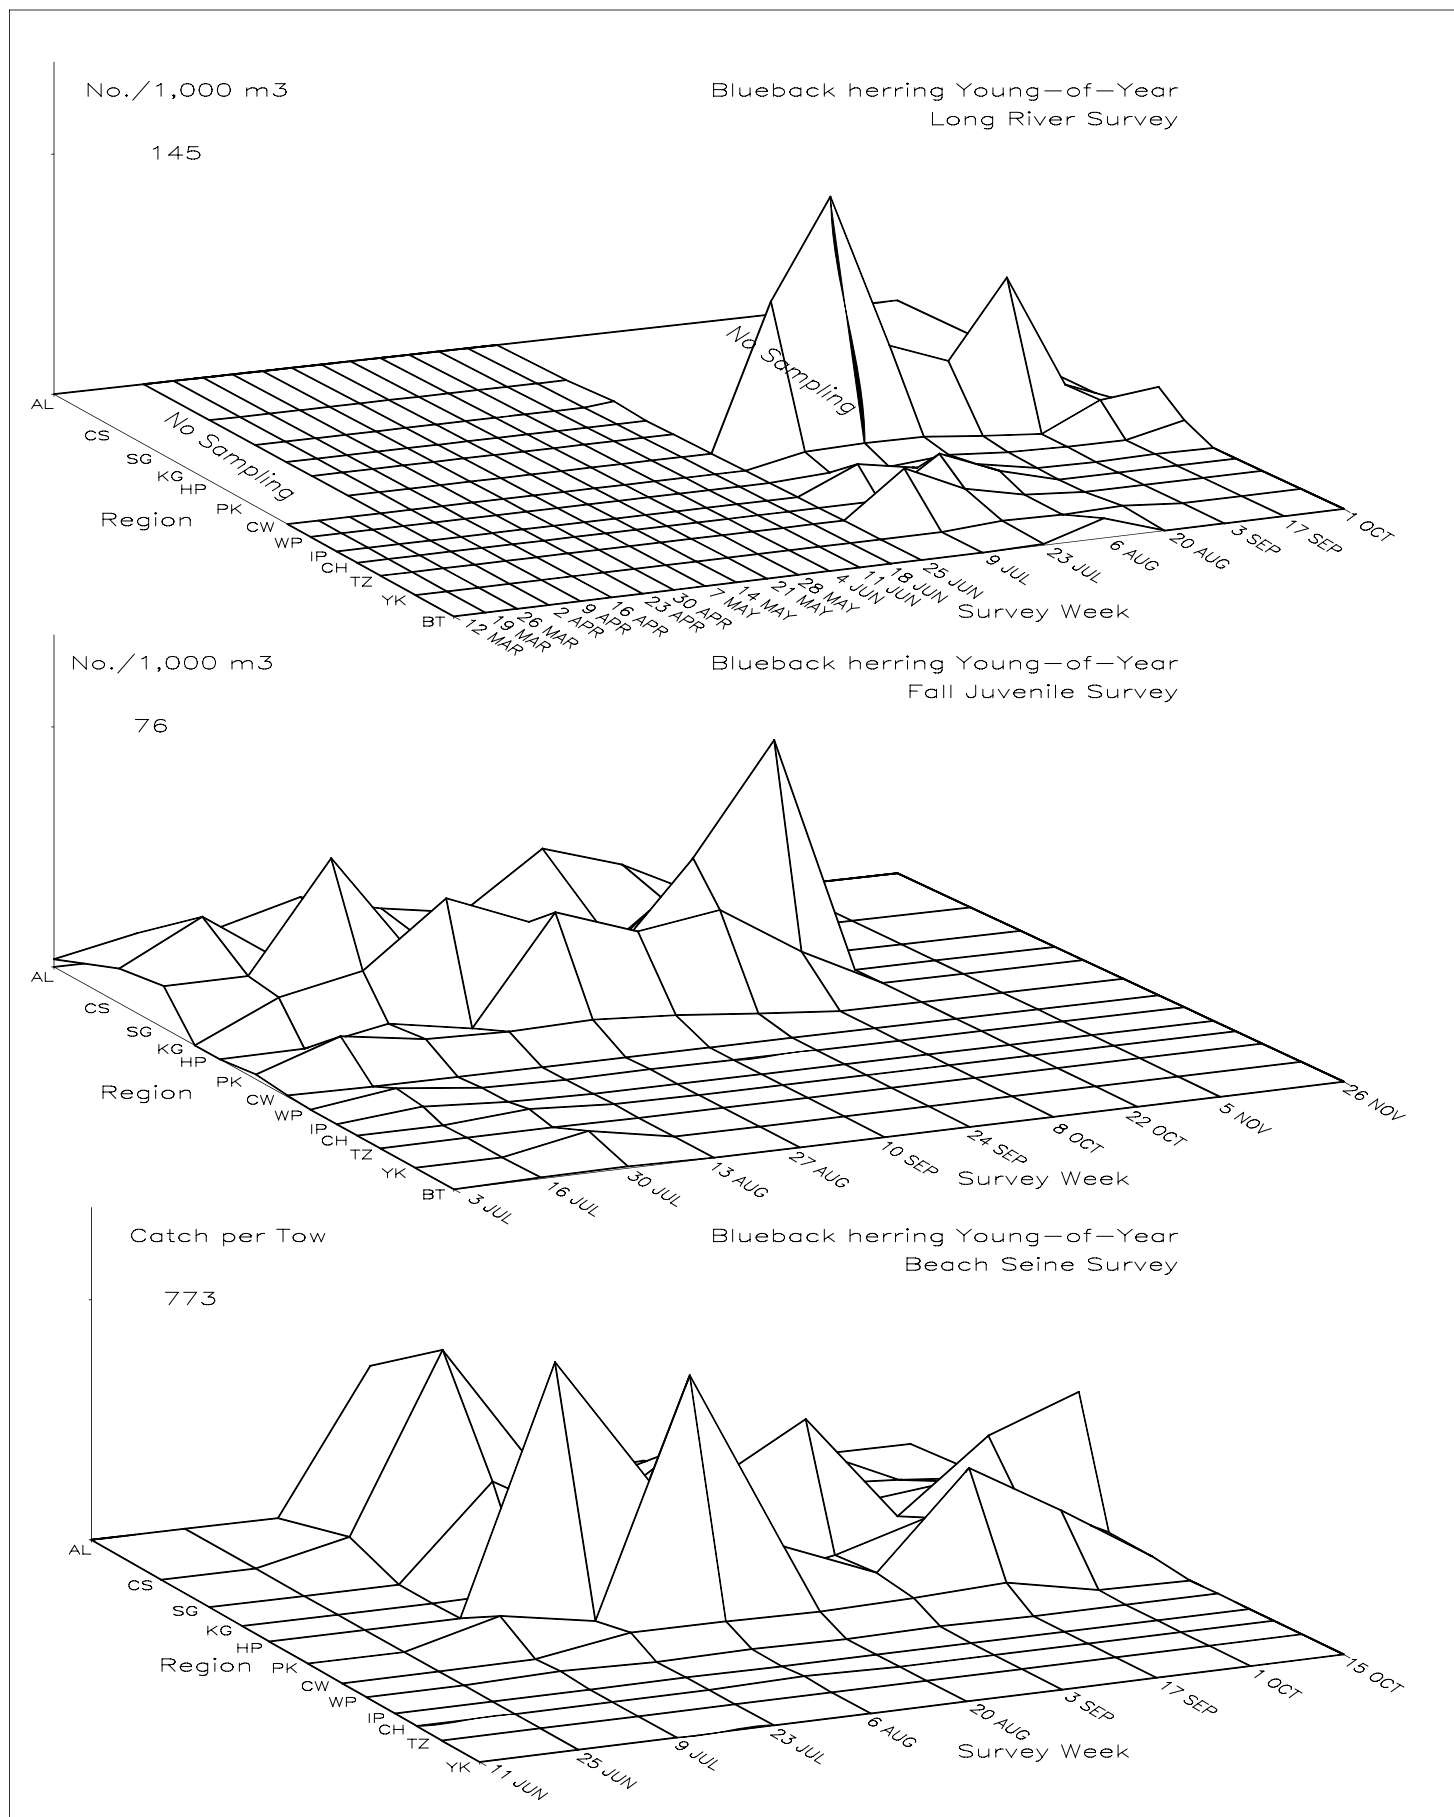 No./1,000 m3
Blueback herring Young-of-Year
Long River Survey
145
No Sampling
No Sampling
AL
CS
SG
KG
HP
PK
CW
WP
IP
CH
TZ
YK
BT
Region
12 MAR
19 MAR
26 MAR
2 APR
9 APR
16 APR
23 APR
30 APR
7 MAY
14 MAY
21 MAY
28 MAY
4 JUN
11 JUN
18 JUN
25 JUN
9 JUL
23 JUL
6 AUG
20 AUG
3 SEP
17 SEP
1 OCT
Survey Week
No./1,000 m3
Blueback herring Young-of-Year
Fall Juvenile Survey
76
AL
CS
SG
KG
HP
PK
CW
WP
IP
CH
TZ
YK
BT
Region
3 JUL
16 JUL
30 JUL
13 AUG
27 AUG
10 SEP
24 SEP
8 OCT
22 OCT
5 NOV
26 NOV
Survey Week
Catch per Tow
Blueback herring Young-of-Year
Beach Seine Survey
773
AL
CS
SG
KG
HP
PK
CW
WP
IP
CH
TZ
YK
Region
11 JUN
25 JUN
9 JUL
23 JUL
6 AUG
20 AUG
3 SEP
17 SEP
1 OCT
15 OCT
Survey Week